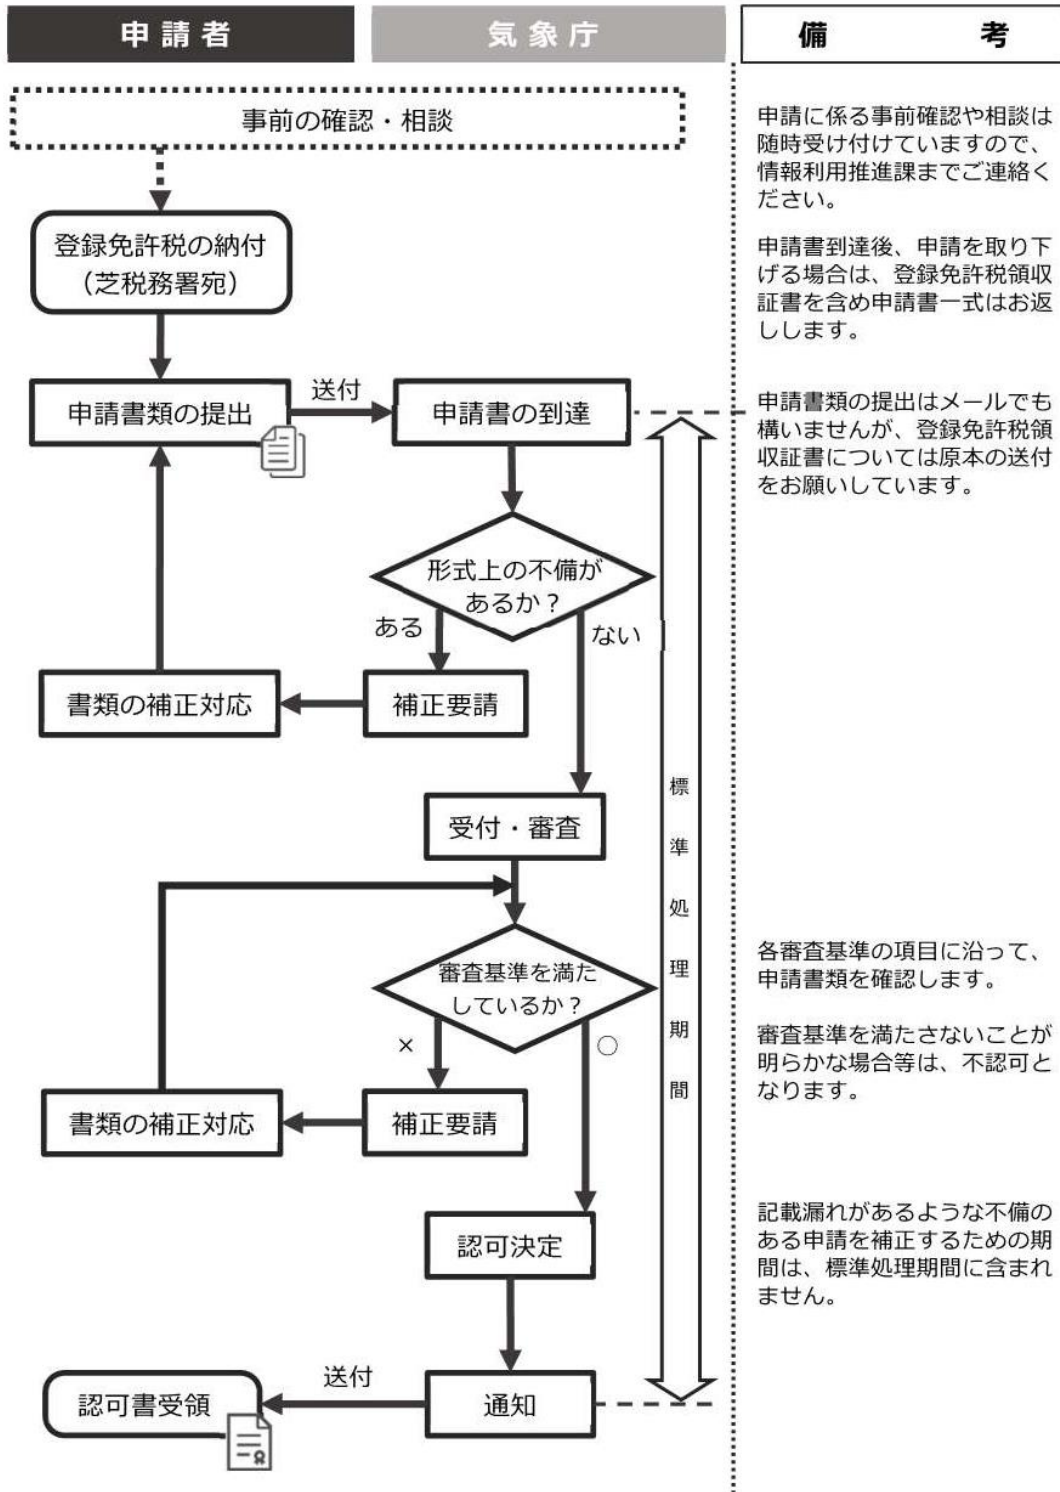 申請者
気象庁
備考
事前の確認・相談
申請に係る事前確認や相談は
随時受け付けていますので、
情報利用推進課までご連絡く
ださい。
登録免許税の納付
（芝税務署宛）
申請書到達後、申請を取り下
げる場合は、登録免許税領収
証書を含め申請書一式はお返
しします。
申請書類の提出
送付
申請書の到達
申請書類の提出はメールでも
構いませんが、登録免許税領
収証書については原本の送付
をお願いしています。
形式上の不備が
あるか？
ある
ない
書類の補正対応
補正要請
標準処理期間
受付・審査
審査基準を満た
しているか？
各審査基準の項目に沿って、
申請書類を確認します。
×
○
審査基準を満たさないことが
明らかな場合等は、不認可と
なります。
書類の補正対応
補正要請
認可決定
記載漏れがあるような不備の
ある申請を補正するための期
間は、標準処理期間に含まれ
ません。
認可書受領
送付
通知